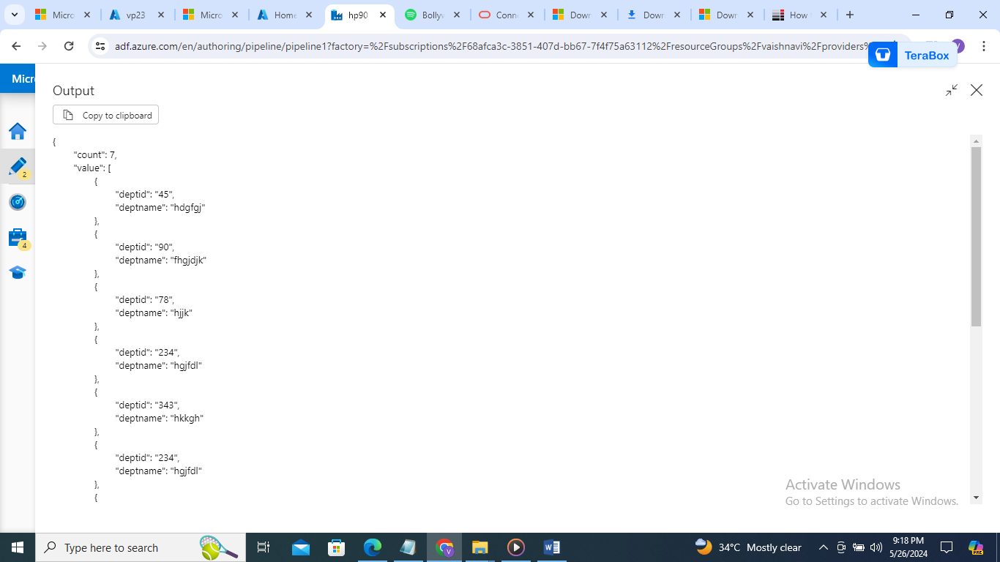 Micro
vp23
Micro
Home
hp90
Bollyw
Conne
Down
Down
Down
How
adf.azure.com/en/authoring/pipeline/pipeline1?factory=%2Fsubscriptions%2F68afca3c-3851-407d-bb67-7f4f75a63112%2FresourceGroups%2Fvaishnavi%2Fproviders%
TeraBox
Micr
Output
Copy to clipboard
{
"count": 7,
"value": [
{
"deptid": "45",
"deptname": "hdgfgj"
},
{
"deptid": "90",
"deptname": "fhgjdjk"
},
{
"deptid": "78",
"deptname": "hjjk"
},
{
"deptid": "234",
"deptname": "hgjfdl"
},
{
"deptid": "343",
"deptname": "hkkgh"
},
{
"deptid": "234",
"deptname": "hgjfdl"
},
{
2
4
Activate Windows
Go to Settings to activate Windows.
Type here to search
34°C Mostly clear
9:18 PM
5/26/2024
PRE